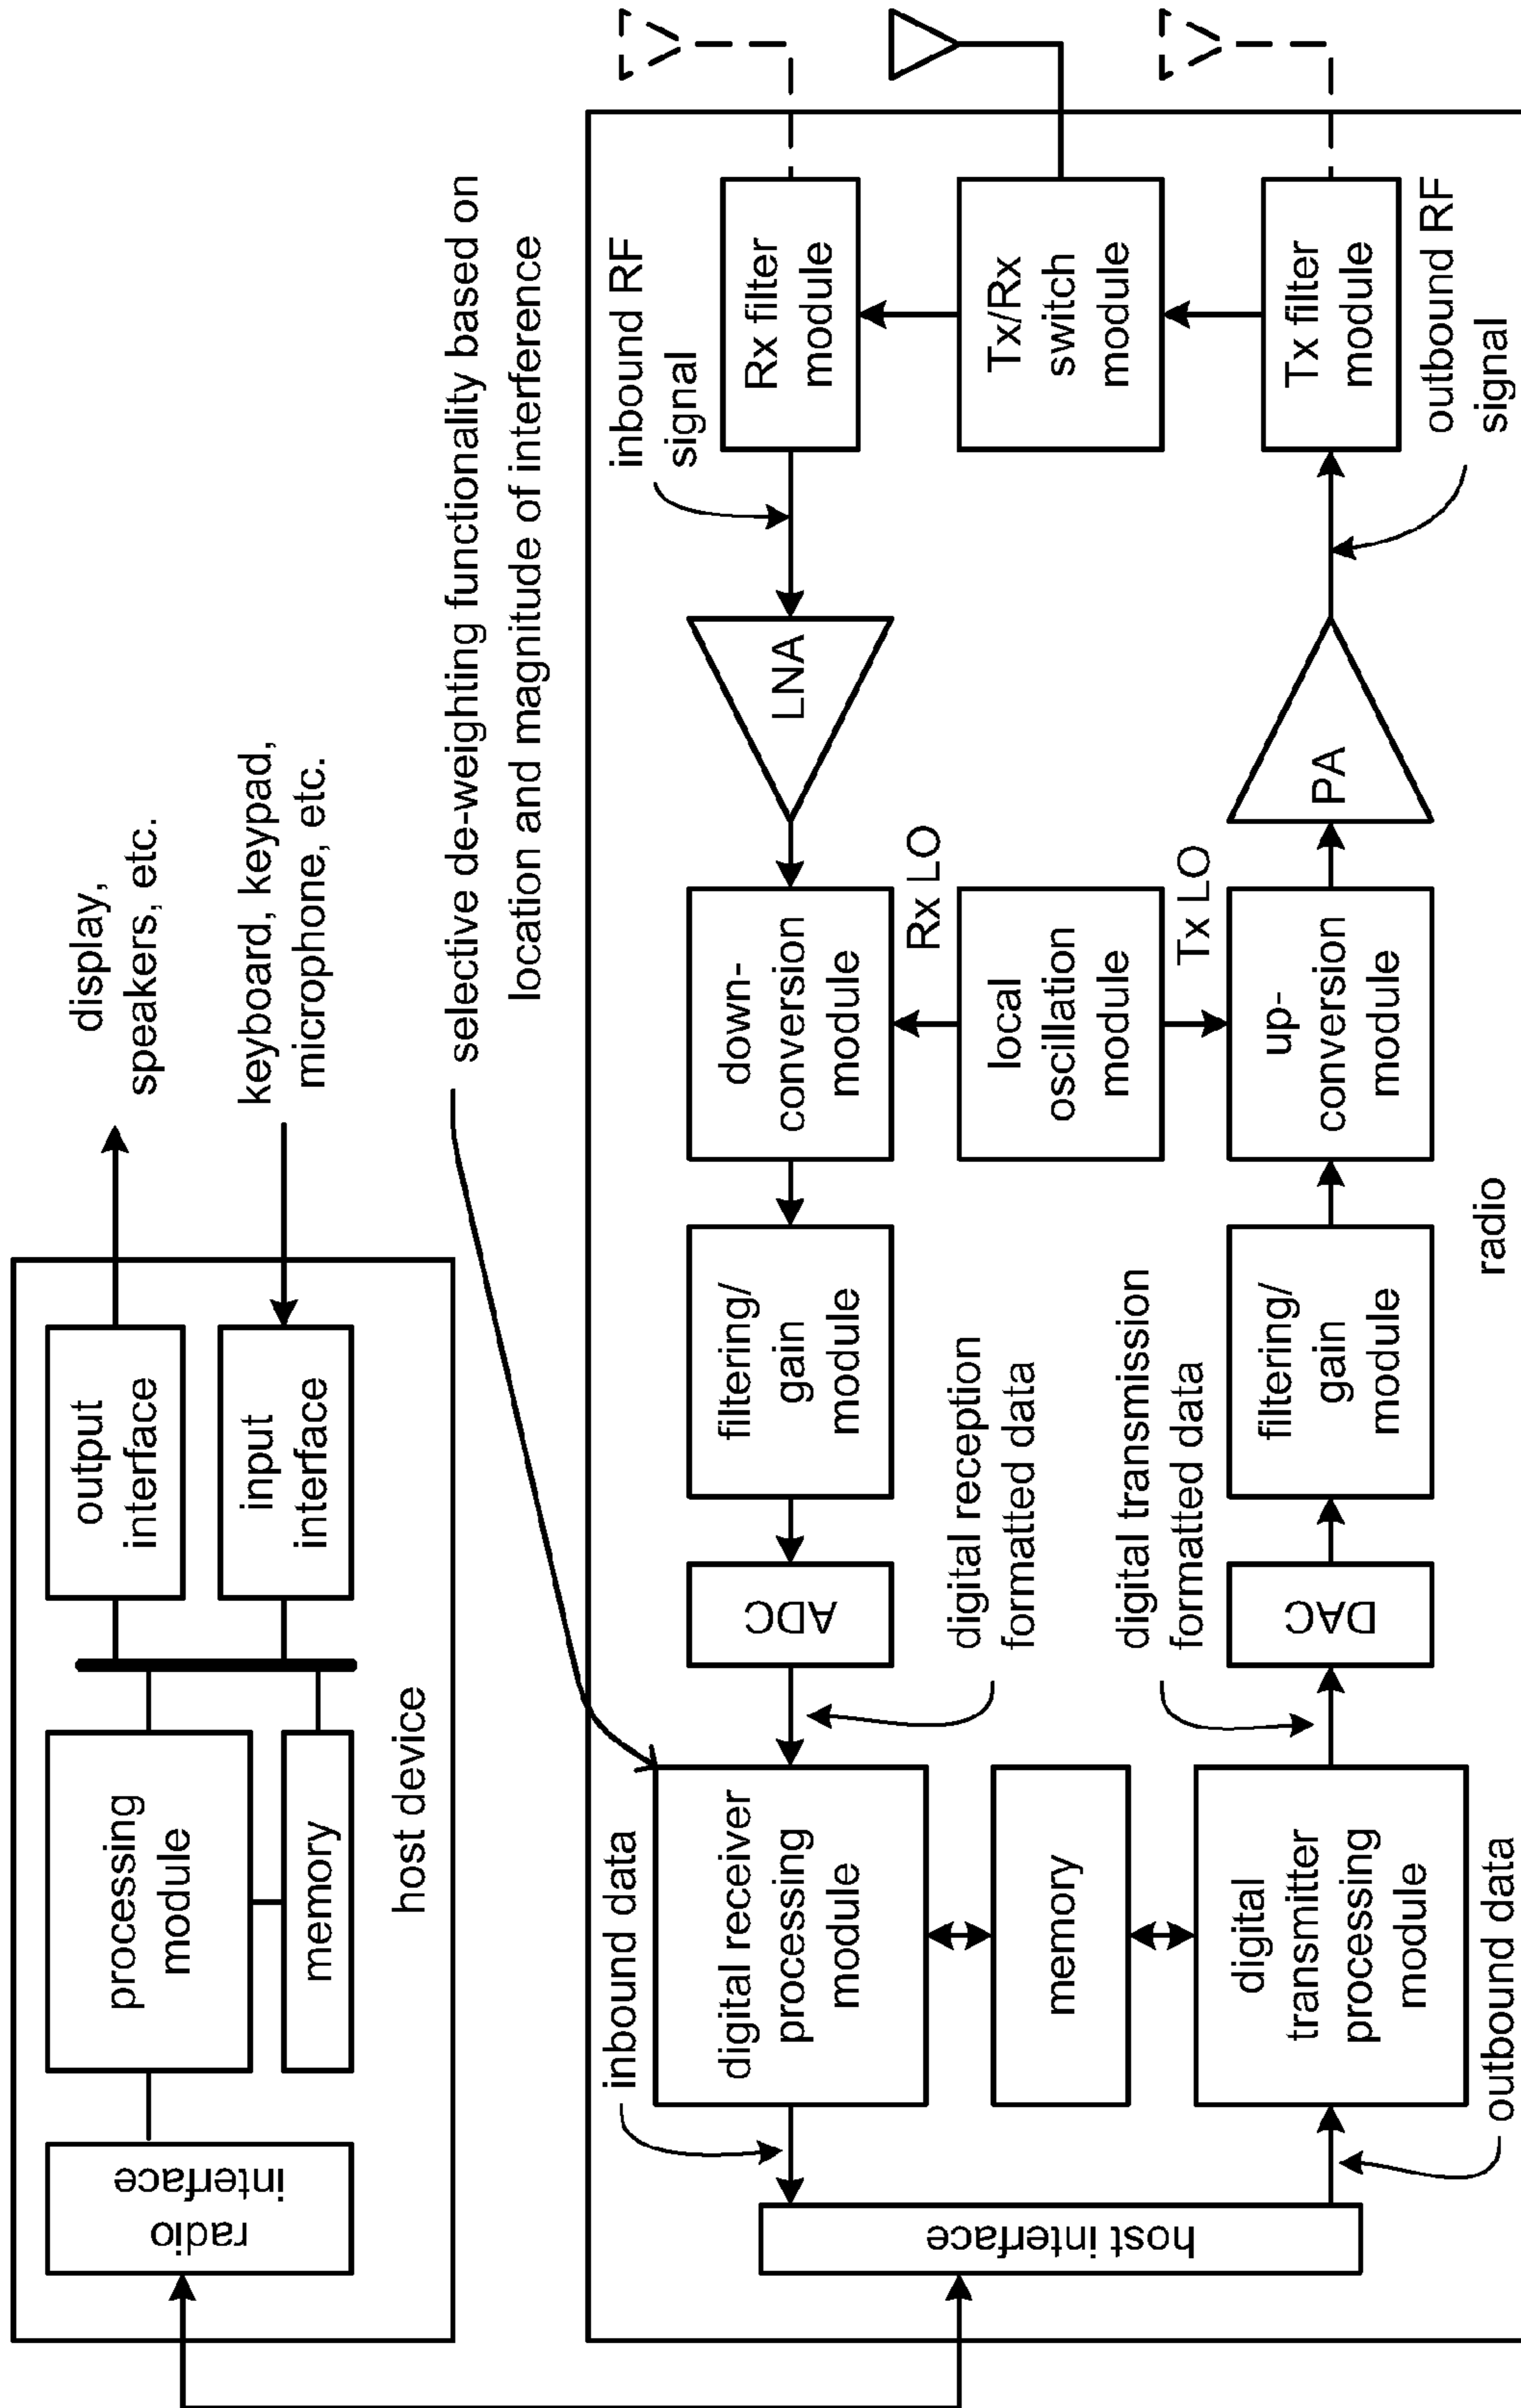 radio
interface
processing
module
memory
output
interface
input
interface
host device
display,
speakers, etc.
keyboard, keypad,
microphone, etc.
selective de-weighting functionality based on
location and magnitude of interference
host interface
inbound data
digital receiver
processing
module
memory
digital
transmitter
processing
module
outbound data
ADC
digital reception
formatted data
digital transmission
formatted data
DAC
filtering/
gain
module
filtering/
gain
module
down-
conversion
module
Rx LO
local
oscillation
module
Tx LO
up-
conversion
module
LNA
PA
inbound RF
signal
Rx filter
module
Tx/Rx
switch
module
Tx filter
module
outbound RF
signal
radio